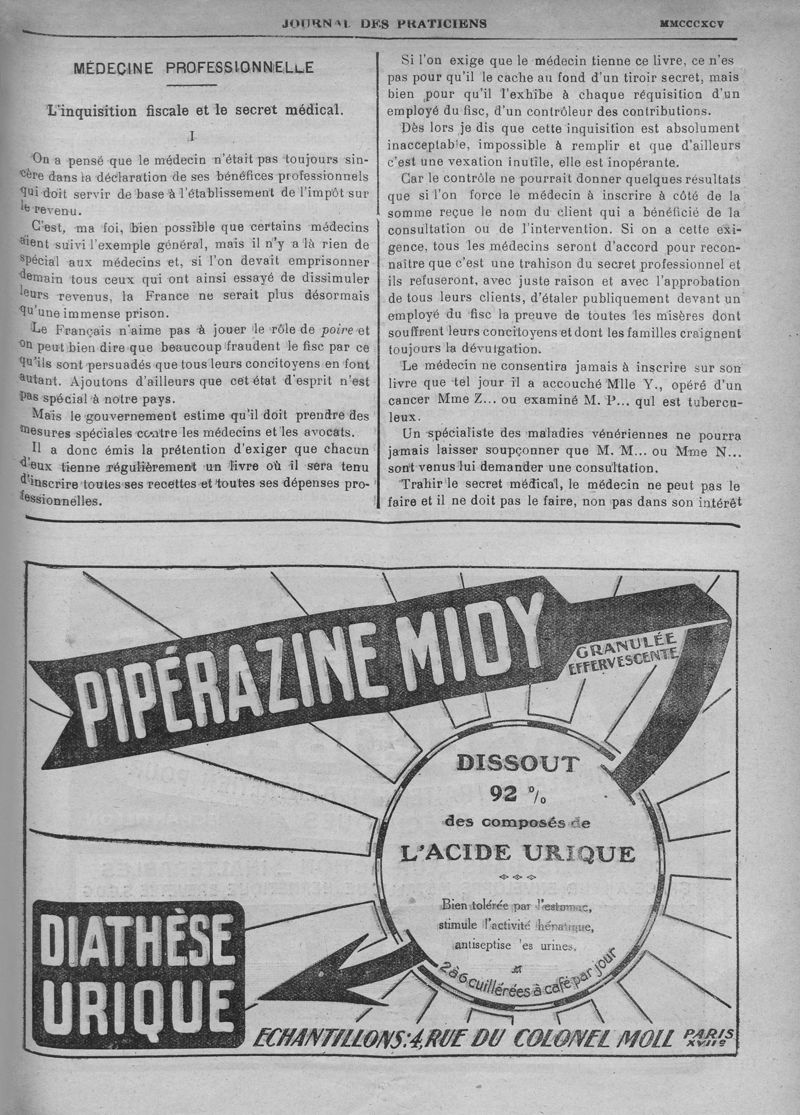 JOURNAL DES PRATICIENS
MMCCCXCV
MÉDECINE PROFESSIONNELLE
L'inquisition fiscale et le secret médical.
I
On a pensé que le médecin n'était pas toujours sin-
cère dans la déclaration de ses bénéfices professionnels
qui doit servir de base à l'établissement de l'impôt sur
le revenu.
C'est, ma foi, bien possible que certains médecins
aient suivi l'exemple général, mais il n'y a là rien de
spécial aux médecins et, si l'on devait emprisonner
demain tous ceux qui ont ainsi essayé de dissimuler
leurs revenus, la France ne serait plus désormais
qu'une immense prison.
Le Français n'aime pas à jouer le rôle de poire et
on peut bien dire que beaucoup fraudent le fisc par ce
qu'ils sont persuadés que tous leurs concitoyens en font
autant. Ajoutons d'ailleurs que cet état d'esprit n'est
pas spécial à notre pays.
Mais le gouvernement estime qu'il doit prendre des
mesures spéciales contre les médecins et les avocats.
Il a donc émis la prétention d'exiger que chacun
d'eux tienne régulièrement un livre où il sera tenu
d'inscrire toutes ses recettes et toutes ses dépenses pro-
fessionnelles.
Si l'on exige que le médecin tienne ce livre, ce n'es
pas pour qu'il le cache au fond d'un tiroir secret, mais
bien pour qu'il l'exhîbe à chaque réquisition d'un
employé du fisc, d'un contrôleur des contributions.
Dès lors je dis que cette inquisition est absolument
inacceptable, impossible à remplir et que d'ailleurs
c'est une vexation inutile, elle est inopérante.
Car le contrôle ne pourrait donner quelques résultats
que si l'on force le médecin à inscrire à côté de la
somme reçue le nom du client qui a bénéficié de la
consultation ou de l'intervention. Si on a cette exi-
gence, tous les médecins seront d'accord pour recon-
naître que c'est une trahison du secret professionnel et
ils refuseront, avec juste raison et avec l'approbation
de tous leurs clients, d'étaler publiquement devant un
employé du fisc la preuve de toutes les misères dont
souffrent leurs concitoyens et dont les familles craignent
toujours la dévulgation.
Le médecin ne consentira jamais à inscrire sur son
livre que tel jour il a accouché Mlle Y., opéré d'un
cancer Mme Z... ou examiné M. P... qui est tubercu-
leux.
Un spécialiste des maladies vénériennes ne pourra
jamais laisser soupçonner que M. M... ou Mme N...
sont venus lui demander une consultation.
Trahir le secret médical, le médecin ne peut pas le
faire et il ne doit pas le faire, non pas dans son intérêt
PIPÉRAZINE MIDY
GRANULÉE
EFFERVESCENTE
DISSOUT
92 %
des composés de
L'ACIDE URIQUE
Bien tolérée par l'estomac,
stimule l'activité hépatique,
antiseptise les urines.
2 à 6 cuillérées à café par jour
DIATHÈSE
URIQUE
ECHANTILLONS: 4, RUE DU COLONEL MOLL PARIS
XVIIe